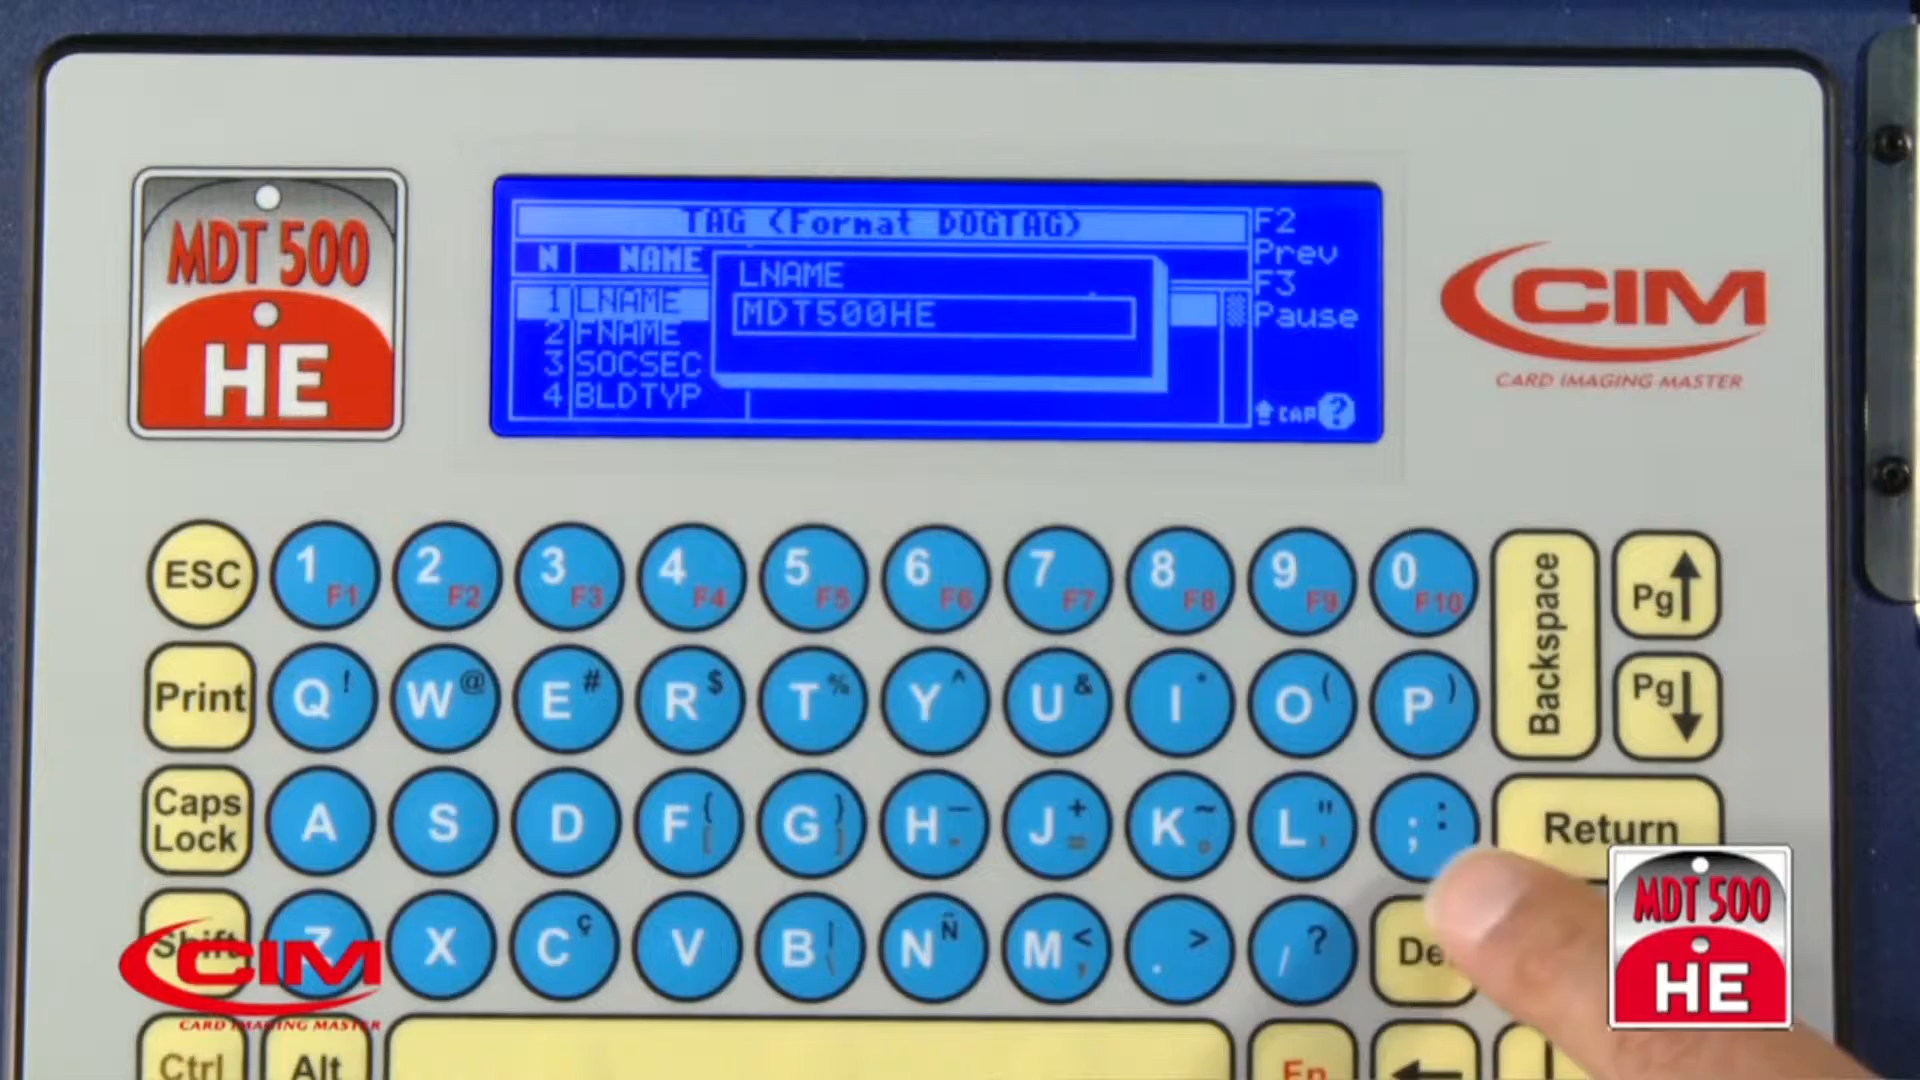 MDT 500
HE
TAG (Format DOGTAG)
N NAME
1 LNAME
2 FNAME
3 SOCSEC
4 BLDTYP
LNAME
MDT500HE
F2
Prev
F3
Pause
CAP ?
CIM
CARD IMAGING MASTER
ESC 1 F1 2 F2 3 F3 4 F4 5 F5 6 F6 7 F7 8 F8 9 F9 0 F10 Backspace Pg
Print Q ! W @ E # R $ T % Y ^ U & I * O ( P ) Pg
Caps Lock A S D F { [ G } ] H _ - J + = K ~ L " ' ; : Return
Shift Z X C ç V B | \ N Ñ M < , . > / ?
Ctrl Alt Fn
CIM
CARD IMAGING MASTER
MDT 500
HE